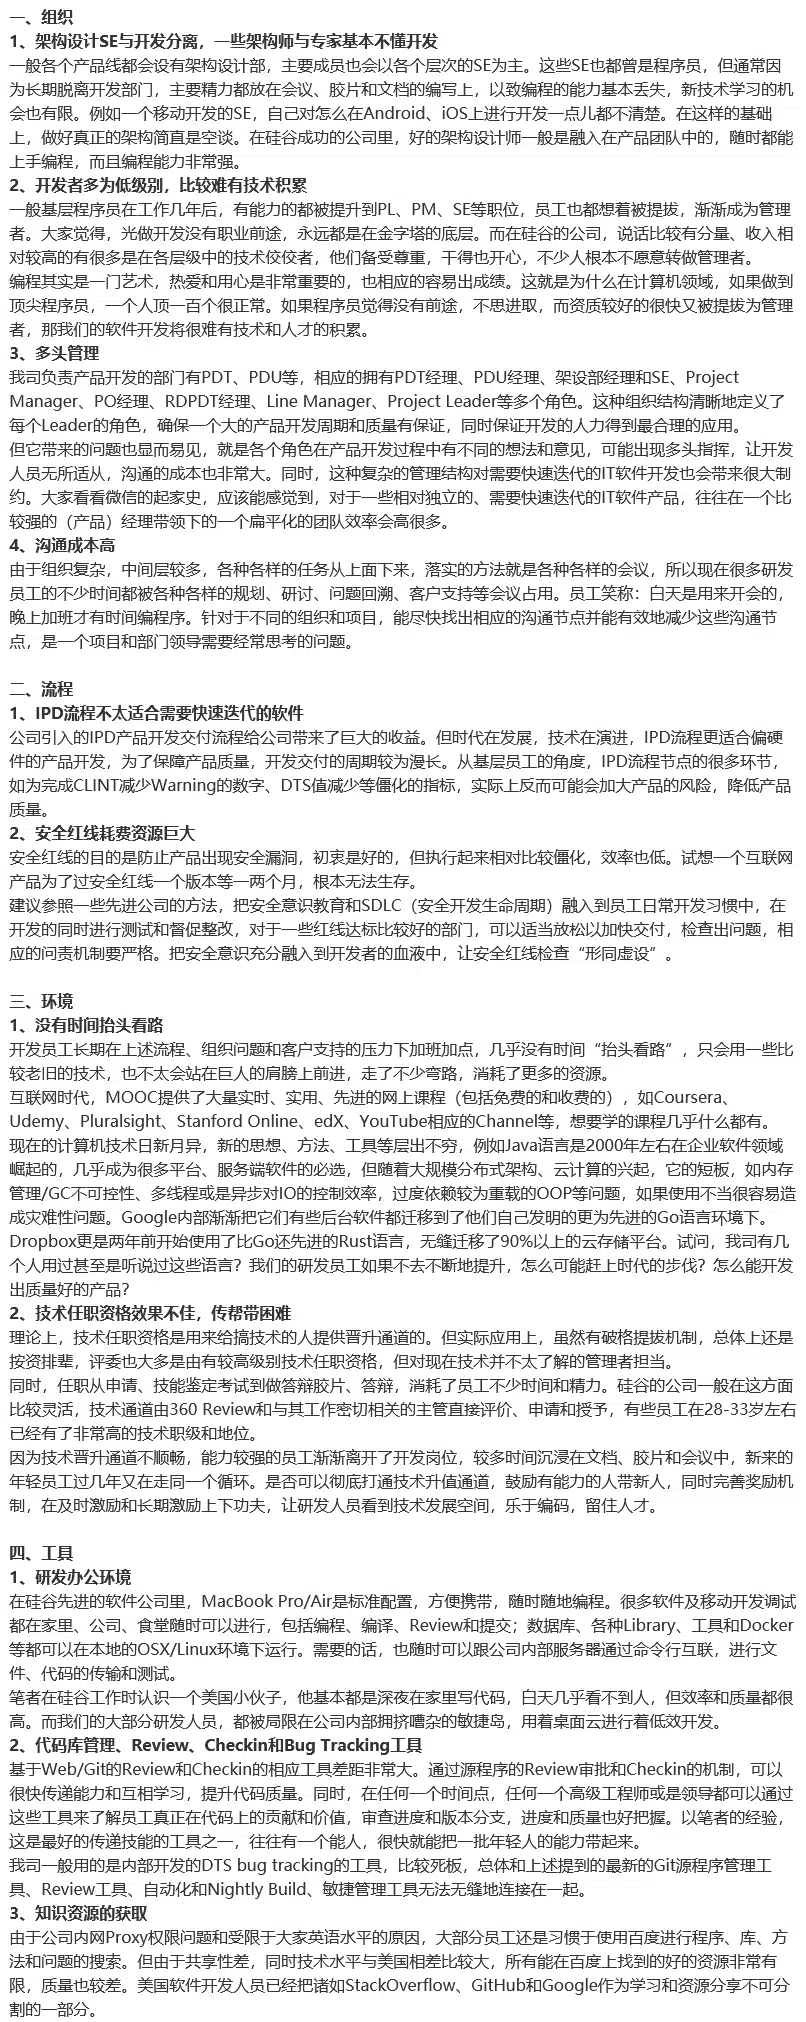 一、组织
1、架构设计SE与开发分离，一些架构师与专家基本不懂开发
一般各个产品线都会设有架构设计部，主要成员也会以各个层次的SE为主。这些SE也都曾是程序员，但通常因
为长期脱离开发部门，主要精力都放在会议、胶片和文档的编写上，以致编程的能力基本丢失，新技术学习的机
会也有限。例如一个移动开发的SE，自己对怎么在Android、iOS上进行开发一点儿都不清楚。在这样的基础
上，做好真正的架构简直是空谈。在硅谷成功的公司里，好的架构设计师一般是融入在产品团队中的，随时都能
上手编程，而且编程能力非常强。
2、开发者多为低级别，比较难有技术积累
一般基层程序员在工作几年后，有能力的都被提升到PL、PM、SE等职位，员工也都想着被提拔，渐渐成为管理
者。大家觉得，光做开发没有职业前途，永远都是在金字塔的底层。而在硅谷的公司，说话比较有分量、收入相
对较高的有很多是在各层级中的技术佼佼者，他们备受尊重，干得也开心，不少人根本不愿意转做管理者。
编程其实是一门艺术，热爱和用心是非常重要的，也相应的容易出成绩。这就是为什么在计算机领域，如果做到
顶尖程序员，一个人顶一百个很正常。如果程序员觉得没有前途，不思进取，而资质较好的很快又被提拔为管理
者，那我们的软件开发将很难有技术和人才的积累。
3、多头管理
我司负责产品开发的部门有PDT、PDU等，相应的拥有PDT经理、PDU经理、架设部经理和SE、Project
Manager、PO经理、RDPDT经理、Line Manager、Project Leader等多个角色。这种组织结构清晰地定义了
每个Leader的角色，确保一个大的产品开发周期和质量有保证，同时保证开发的人力得到最合理的应用。
但它带来的问题也显而易见，就是各个角色在产品开发过程中有不同的想法和意见，可能出现多头指挥，让开发
人员无所适从，沟通的成本也非常大。同时，这种复杂的管理结构对需要快速迭代的IT软件开发也会带来很大制
约。大家看看微信的起家史，应该能感觉到，对于一些相对独立的、需要快速迭代的IT软件产品，往往在一个比
较强的（产品）经理带领下的一个扁平化的团队效率会高很多。
4、沟通成本高
由于组织复杂，中间层较多，各种各样的任务从上面下来，落实的方法就是各种各样的会议，所以现在很多研发
员工的不少时间都被各种各样的规划、研讨、问题回溯、客户支持等会议占用。员工笑称：白天是用来开会的，
晚上加班才有时间编程序。针对于不同的组织和项目，能尽快找出相应的沟通节点并能有效地减少这些沟通节
点，是一个项目和部门领导需要经常思考的问题。
二、流程
1、IPD流程不太适合需要快速迭代的软件
公司引入的IPD产品开发交付流程给公司带来了巨大的收益。但时代在发展，技术在演进，IPD流程更适合偏硬
件的产品开发，为了保障产品质量，开发交付的周期较为漫长。从基层员工的角度，IPD流程节点的很多环节，
如为完成CLINT减少Warning的数字、DTS值减少等僵化的指标，实际上反而可能会加大产品的风险，降低产品
质量。
2、安全红线耗费资源巨大
安全红线的目的是防止产品出现安全漏洞，初衷是好的，但执行起来相对比较僵化，效率也低。试想一个互联网
产品为了过安全红线一个版本等一两个月，根本无法生存。
建议参照一些先进公司的方法，把安全意识教育和SDLC（安全开发生命周期）融入到员工日常开发习惯中，在
开发的同时进行测试和督促整改，对于一些红线达标比较好的部门，可以适当放松以加快交付，检查出问题，相
应的问责机制要严格。把安全意识充分融入到开发者的血液中，让安全红线检查“形同虚设”。
三、环境
1、没有时间抬头看路
开发员工长期在上述流程、组织问题和客户支持的压力下加班加点，几乎没有时间“抬头看路”，只会用一些比
较老旧的技术，也不太会站在巨人的肩膀上前进，走了不少弯路，消耗了更多的资源。
互联网时代，MOOC提供了大量实时、实用、先进的网上课程（包括免费的和收费的），如Coursera、
Udemy、Pluralsight、Stanford Online、edX、YouTube相应的Channel等，想要学的课程几乎什么都有。
现在的计算机技术日新月异，新的思想、方法、工具等层出不穷，例如Java语言是2000年左右在企业软件领域
崛起的，几乎成为很多平台、服务端软件的必选，但随着大规模分布式架构、云计算的兴起，它的短板，如内存
管理/GC不可控性、多线程或是异步对IO的控制效率，过度依赖较为重载的OOP等问题，如果使用不当很容易造
成灾难性问题。Google内部渐渐把它们有些后台软件都迁移到了他们自己发明的更为先进的Go语言环境下。
Dropbox更是两年前开始使用了比Go还先进的Rust语言，无缝迁移了90%以上的云存储平台。试问，我司有几
个人用过甚至是听说过这些语言？我们的研发员工如果不去不断地提升，怎么可能赶上时代的步伐？怎么能开发
出质量好的产品？
2、技术任职资格效果不佳，传帮带困难
理论上，技术任职资格是用来给搞技术的人提供晋升通道的。但实际应用上，虽然有破格提拔机制，总体上还是
按资排辈，评委也大多是由有较高级别技术任职资格，但对现在技术并不太了解的管理者担当。
同时，任职从申请、技能鉴定考试到做答辩胶片、答辩，消耗了员工不少时间和精力。硅谷的公司一般在这方面
比较灵活，技术通道由360 Review和与其工作密切相关的主管直接评价、申请和授予，有些员工在28-33岁左右
已经有了非常高的技术职级和地位。
因为技术晋升通道不顺畅，能力较强的员工渐渐离开了开发岗位，较多时间沉浸在文档、胶片和会议中，新来的
年轻员工过几年又在走同一个循环。是否可以彻底打通技术升值通道，鼓励有能力的人带新人，同时完善奖励机
制，在及时激励和长期激励上下功夫，让研发人员看到技术发展空间，乐于编码，留住人才。
四、工具
1、研发办公环境
在硅谷先进的软件公司里，MacBook Pro/Air是标准配置，方便携带，随时随地编程。很多软件及移动开发调试
都在家里、公司、食堂随时可以进行，包括编程、编译、Review和提交；数据库、各种Library、工具和Docker
等都可以在本地的OSX/Linux环境下运行。需要的话，也随时可以跟公司内部服务器通过命令行互联，进行文
件、代码的传输和测试。
笔者在硅谷工作时认识一个美国小伙子，他基本都是深夜在家里写代码，白天几乎看不到人，但效率和质量都很
高。而我们的大部分研发人员，都被局限在公司内部拥挤嘈杂的敏捷岛，用着桌面云进行着低效开发。
2、代码库管理、Review、Checkin和Bug Tracking工具
基于Web/Git的Review和Checkin的相应工具差距非常大。通过源程序的Review审批和Checkin的机制，可以
很快传递能力和互相学习，提升代码质量。同时，在任何一个时间点，任何一个高级工程师或是领导都可以通过
这些工具来了解员工真正在代码上的贡献和价值，审查进度和版本分支，进度和质量也好把握。以笔者的经验，
这是最好的传递技能的工具之一，往往有一个能人，很快就能把一批年轻人的能力带起来。
我司一般用的是内部开发的DTS bug tracking的工具，比较死板，总体和上述提到的最新的Git源程序管理工
具、Review工具、自动化和Nightly Build、敏捷管理工具无法无缝地连接在一起。
3、知识资源的获取
由于公司内网Proxy权限问题和受限于大家英语水平的原因，大部分员工还是习惯于使用百度进行程序、库、方
法和问题的搜索。但由于共享性差，同时技术水平与美国相差比较大，所有能在百度上找到的好的资源非常有
限，质量也较差。美国软件开发人员已经把诸如StackOverflow、GitHub和Google作为学习和资源分享不可分
割的一部分。